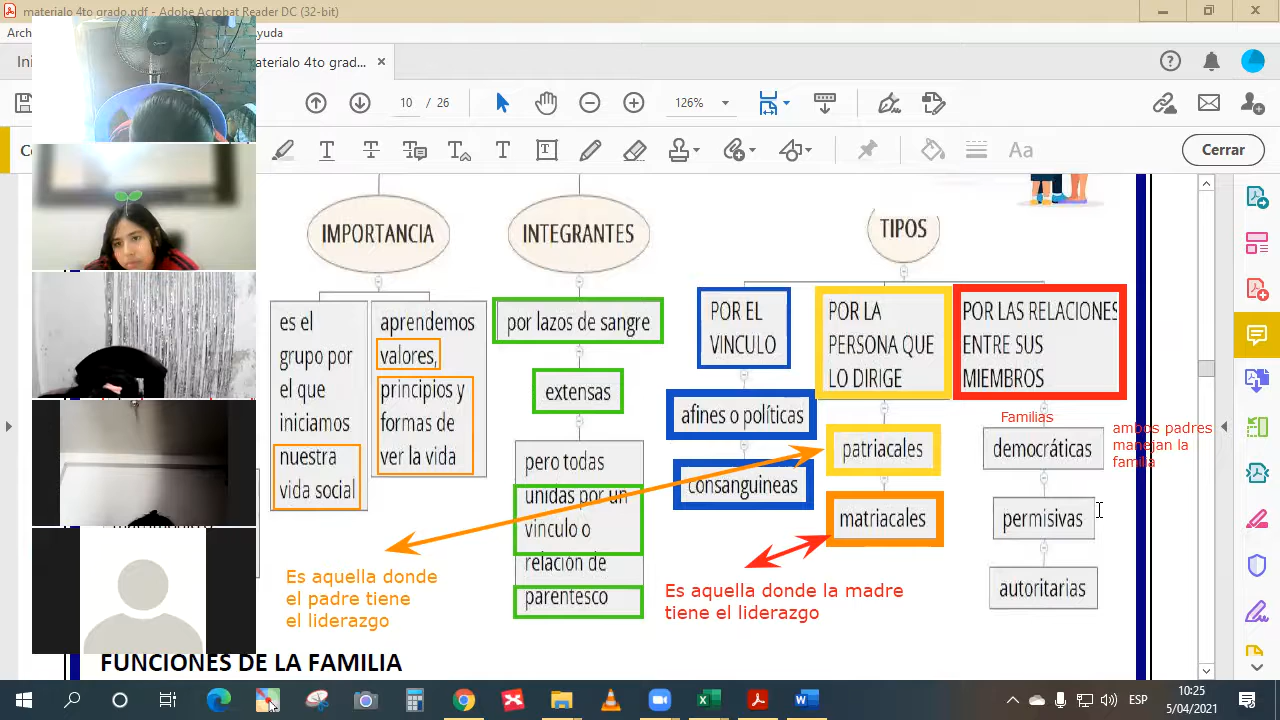 materialo 4to grado.pdf - Adobe Acrobat Reader DC (32-bit)
Arch
yuda
Ini
aterialo 4to grad...
10 / 26
126%
Aa
Cerrar
C
IMPORTANCIA
INTEGRANTES
TIPOS
es el
grupo por
el que
iniciamos
nuestra
vida social
aprendemos
valores,
principios y
formas de
ver la vida
por lazos de sangre
extensas
pero todas
unidas por un
vinculo o
relación de
parentesco
POR EL
VINCULO
afines o políticas
consanguineas
POR LA
PERSONA QUE
LO DIRIGE
patriacales
matriacales
POR LAS RELACIONES
ENTRE SUS
MIEMBROS
Familias
democráticas
permisivas
autoritarias
ambos padres
manejan la
familia
Es aquella donde
el padre tiene
el liderazgo
Es aquella donde la madre
tiene el liderazgo
FUNCIONES DE LA FAMILIA
ESP
10:25
5/04/2021